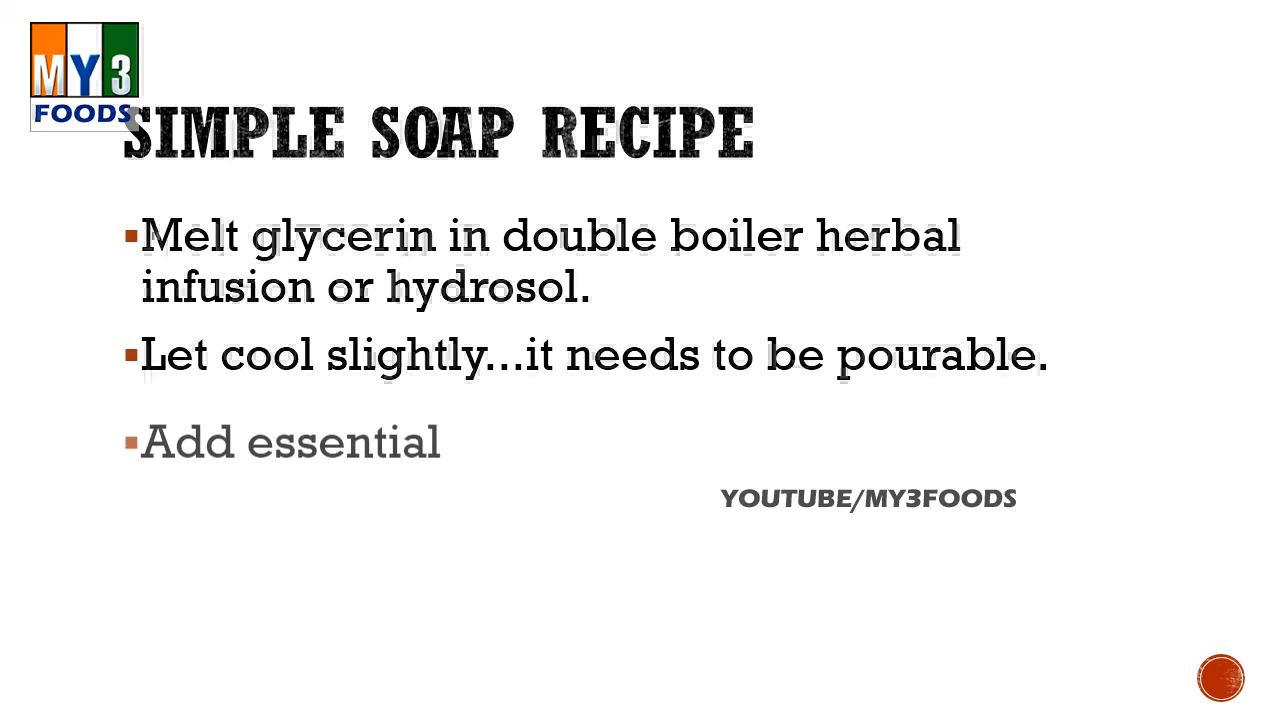 MY3
FOODS
SIMPLE SOAP RECIPE
▪Melt glycerin in double boiler herbal
infusion or hydrosol.
▪Let cool slightly...it needs to be pourable.
▪Add essential
YOUTUBE/MY3FOODS